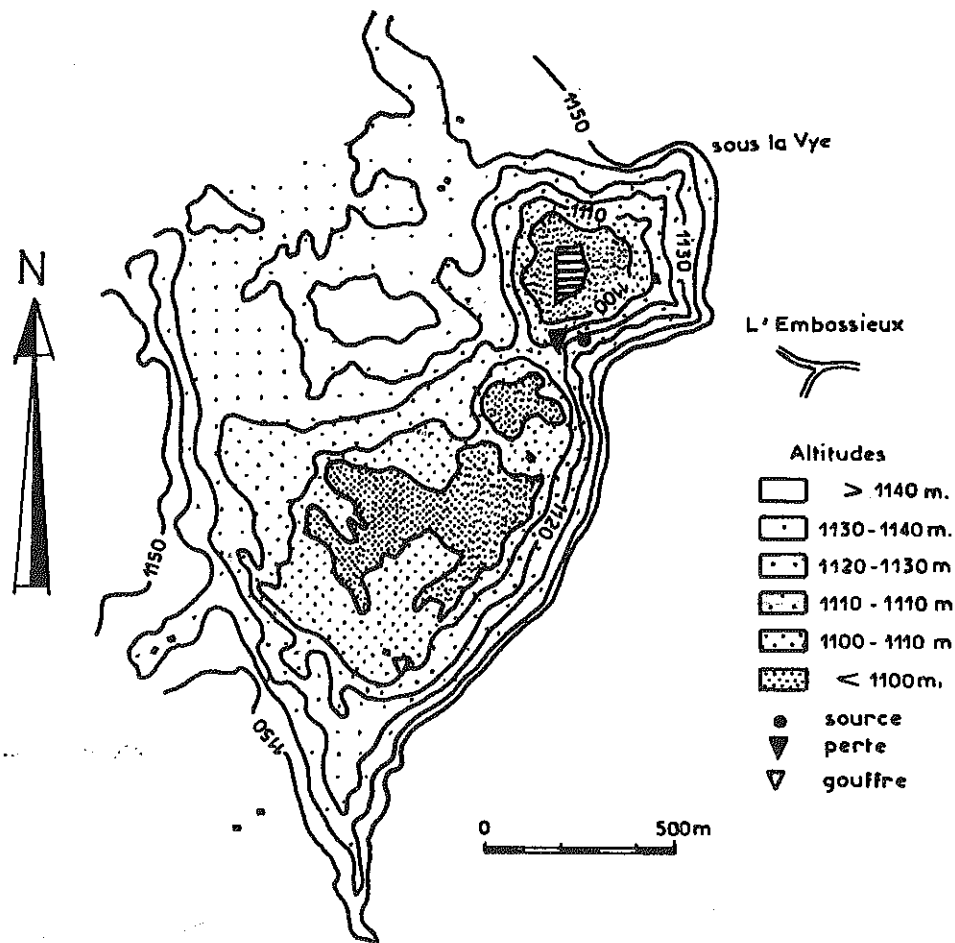 1150
sous la Vye
1110
1130
1100
N
L' Embossieux
1120
1150
1150
Altitudes
> 1140 m.
1130-1140 m.
1120-1130 m
1110 - 1110 m
1100 - 1110 m
< 1100 m.
source
perte
gouffre
0 500m